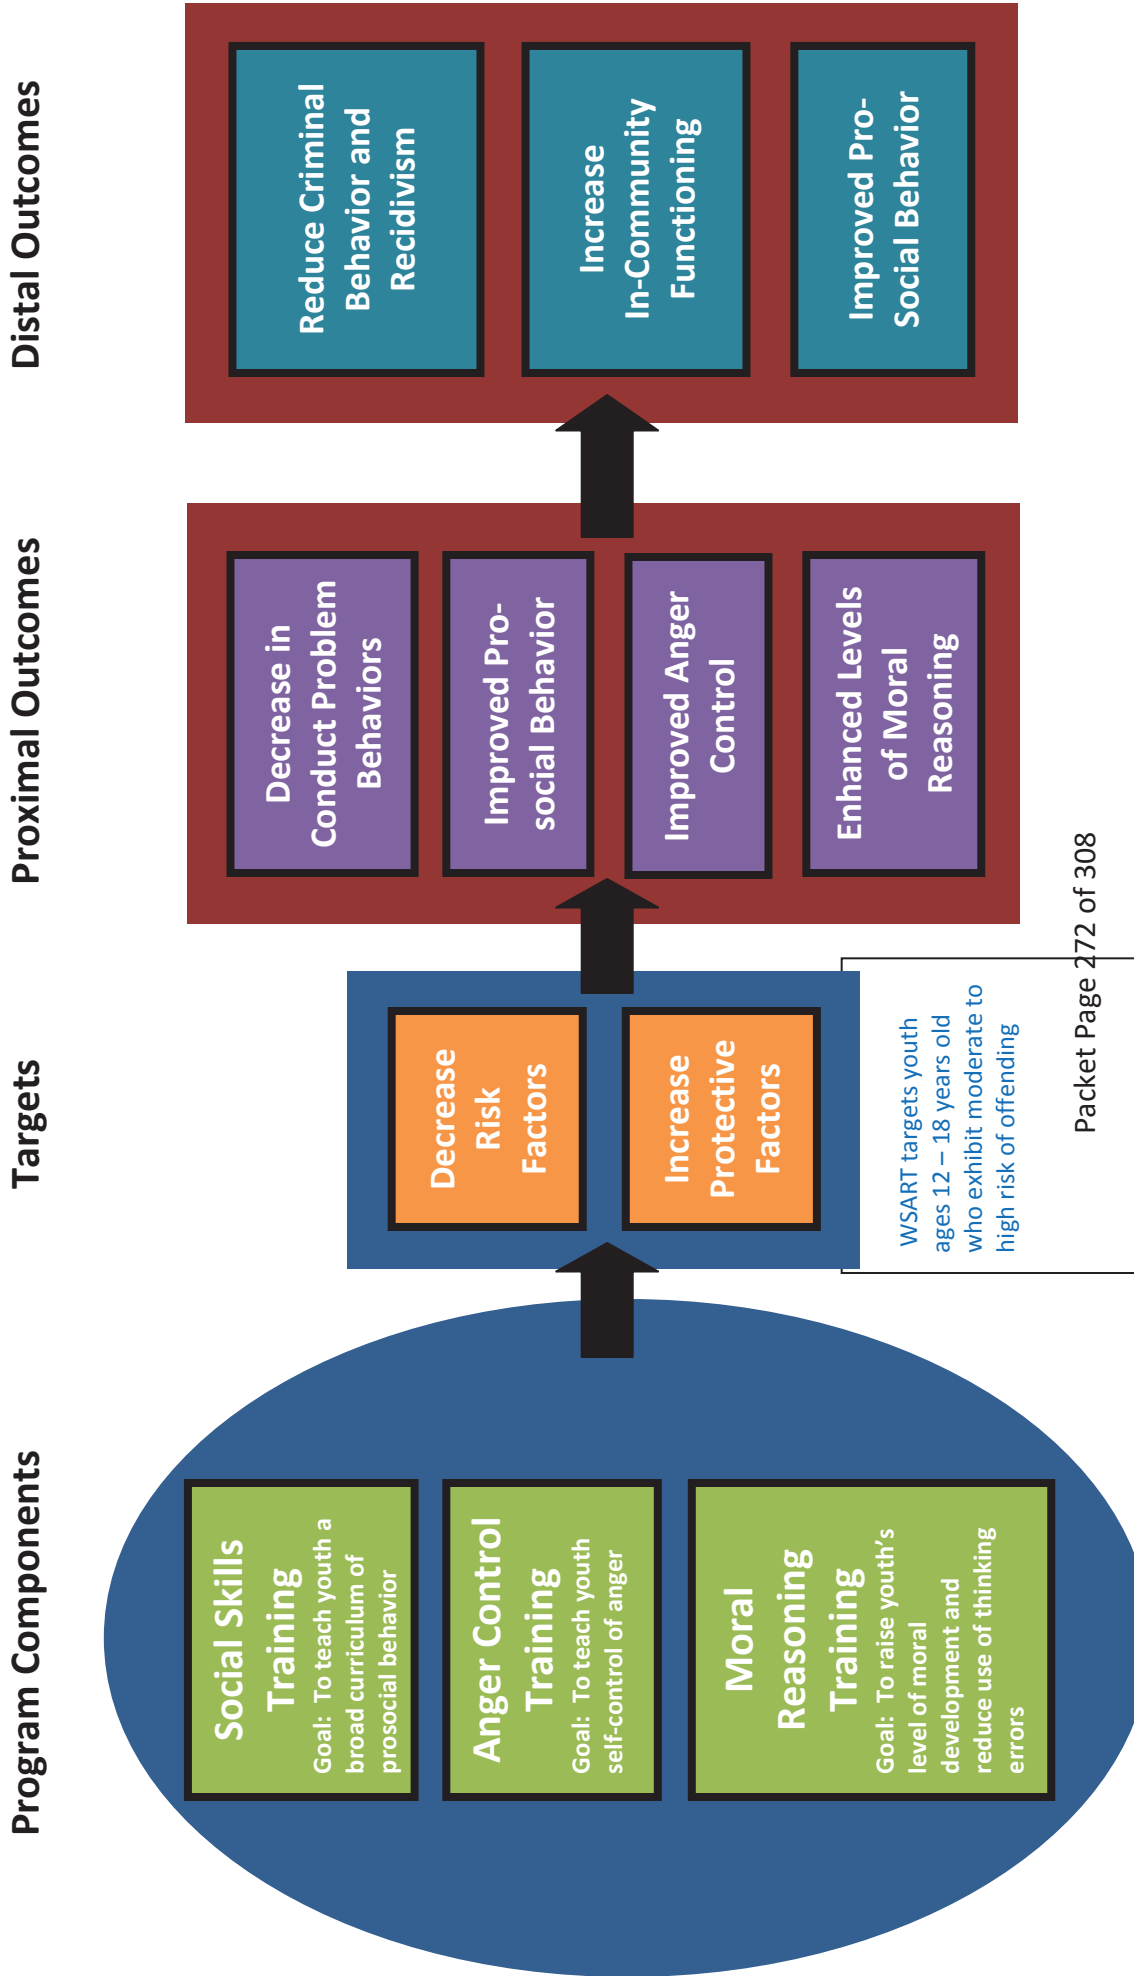 Program Components
Social Skills
Training
Goal:  To teach youth a
broad curriculum of
prosocial behavior
Anger Control
Training
Goal:  To teach youth
self-control of anger
Moral
Reasoning
Training
Goal:  To raise youth’s
level of moral
development and
reduce use of thinking
errors
Targets
Decrease
Risk
Factors
Increase
Protective
Factors
WSART targets youth
ages 12 – 18 years old
who exhibit moderate to
high risk of offending
Proximal Outcomes
Decrease in
Conduct Problem
Behaviors
Improved Pro-
social Behavior
Improved Anger
Control
Enhanced Levels
of Moral
Reasoning
Distal Outcomes
Reduce Criminal
Behavior and
Recidivism
Increase
In-Community
Functioning
Improved Pro-
Social Behavior
Packet Page 272 of 308